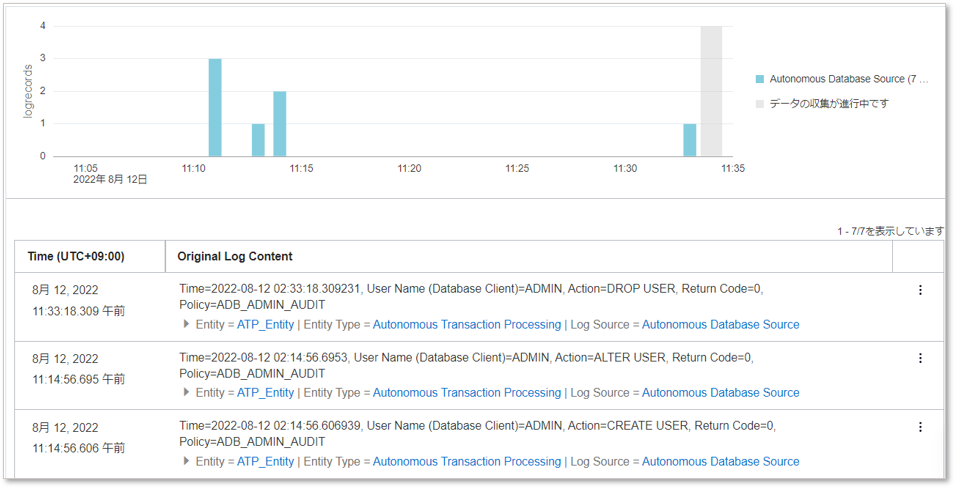 4
3
2
1
0
logrecords
11:05
2022年 8月 12日
11:10
11:15
11:20
11:25
11:30
11:35
Autonomous Database Source (7 ...
データの収集が進行中です
1 - 7/7を表示しています
Time (UTC+09:00)
Original Log Content
8月 12, 2022
11:33:18.309 午前
Time=2022-08-12 02:33:18.309231, User Name (Database Client)=ADMIN, Action=DROP USER, Return Code=0,
Policy=ADB_ADMIN_AUDIT
Entity = ATP_Entity | Entity Type = Autonomous Transaction Processing | Log Source = Autonomous Database Source
8月 12, 2022
11:14:56.695 午前
Time=2022-08-12 02:14:56.6953, User Name (Database Client)=ADMIN, Action=ALTER USER, Return Code=0,
Policy=ADB_ADMIN_AUDIT
Entity = ATP_Entity | Entity Type = Autonomous Transaction Processing | Log Source = Autonomous Database Source
8月 12, 2022
11:14:56.606 午前
Time=2022-08-12 02:14:56.606939, User Name (Database Client)=ADMIN, Action=CREATE USER, Return Code=0,
Policy=ADB_ADMIN_AUDIT
Entity = ATP_Entity | Entity Type = Autonomous Transaction Processing | Log Source = Autonomous Database Source